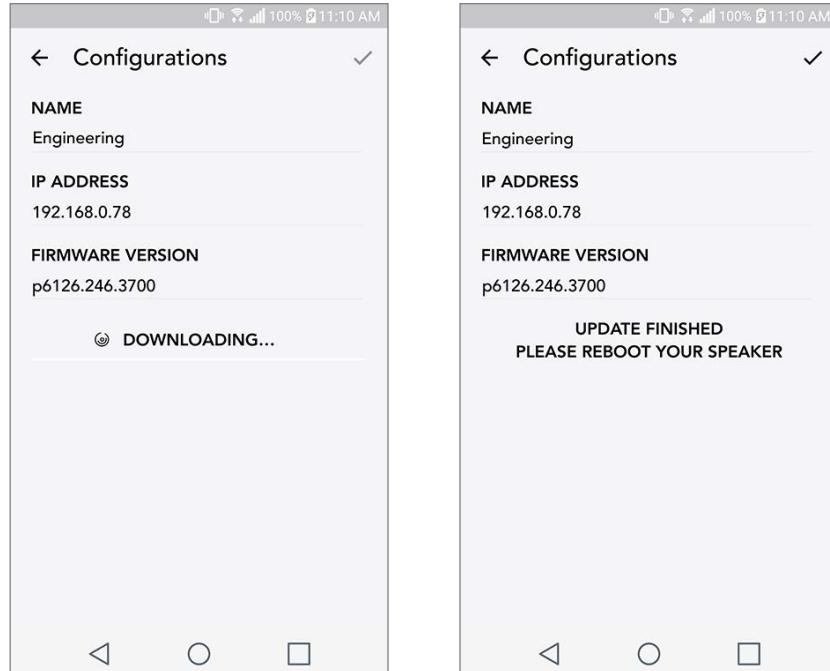 100% 11:10 AM
Configurations
NAME
Engineering
IP ADDRESS
192.168.0.78
FIRMWARE VERSION
p6126.246.3700
DOWNLOADING...
100% 11:10 AM
Configurations
NAME
Engineering
IP ADDRESS
192.168.0.78
FIRMWARE VERSION
p6126.246.3700
UPDATE FINISHED
PLEASE REBOOT YOUR SPEAKER